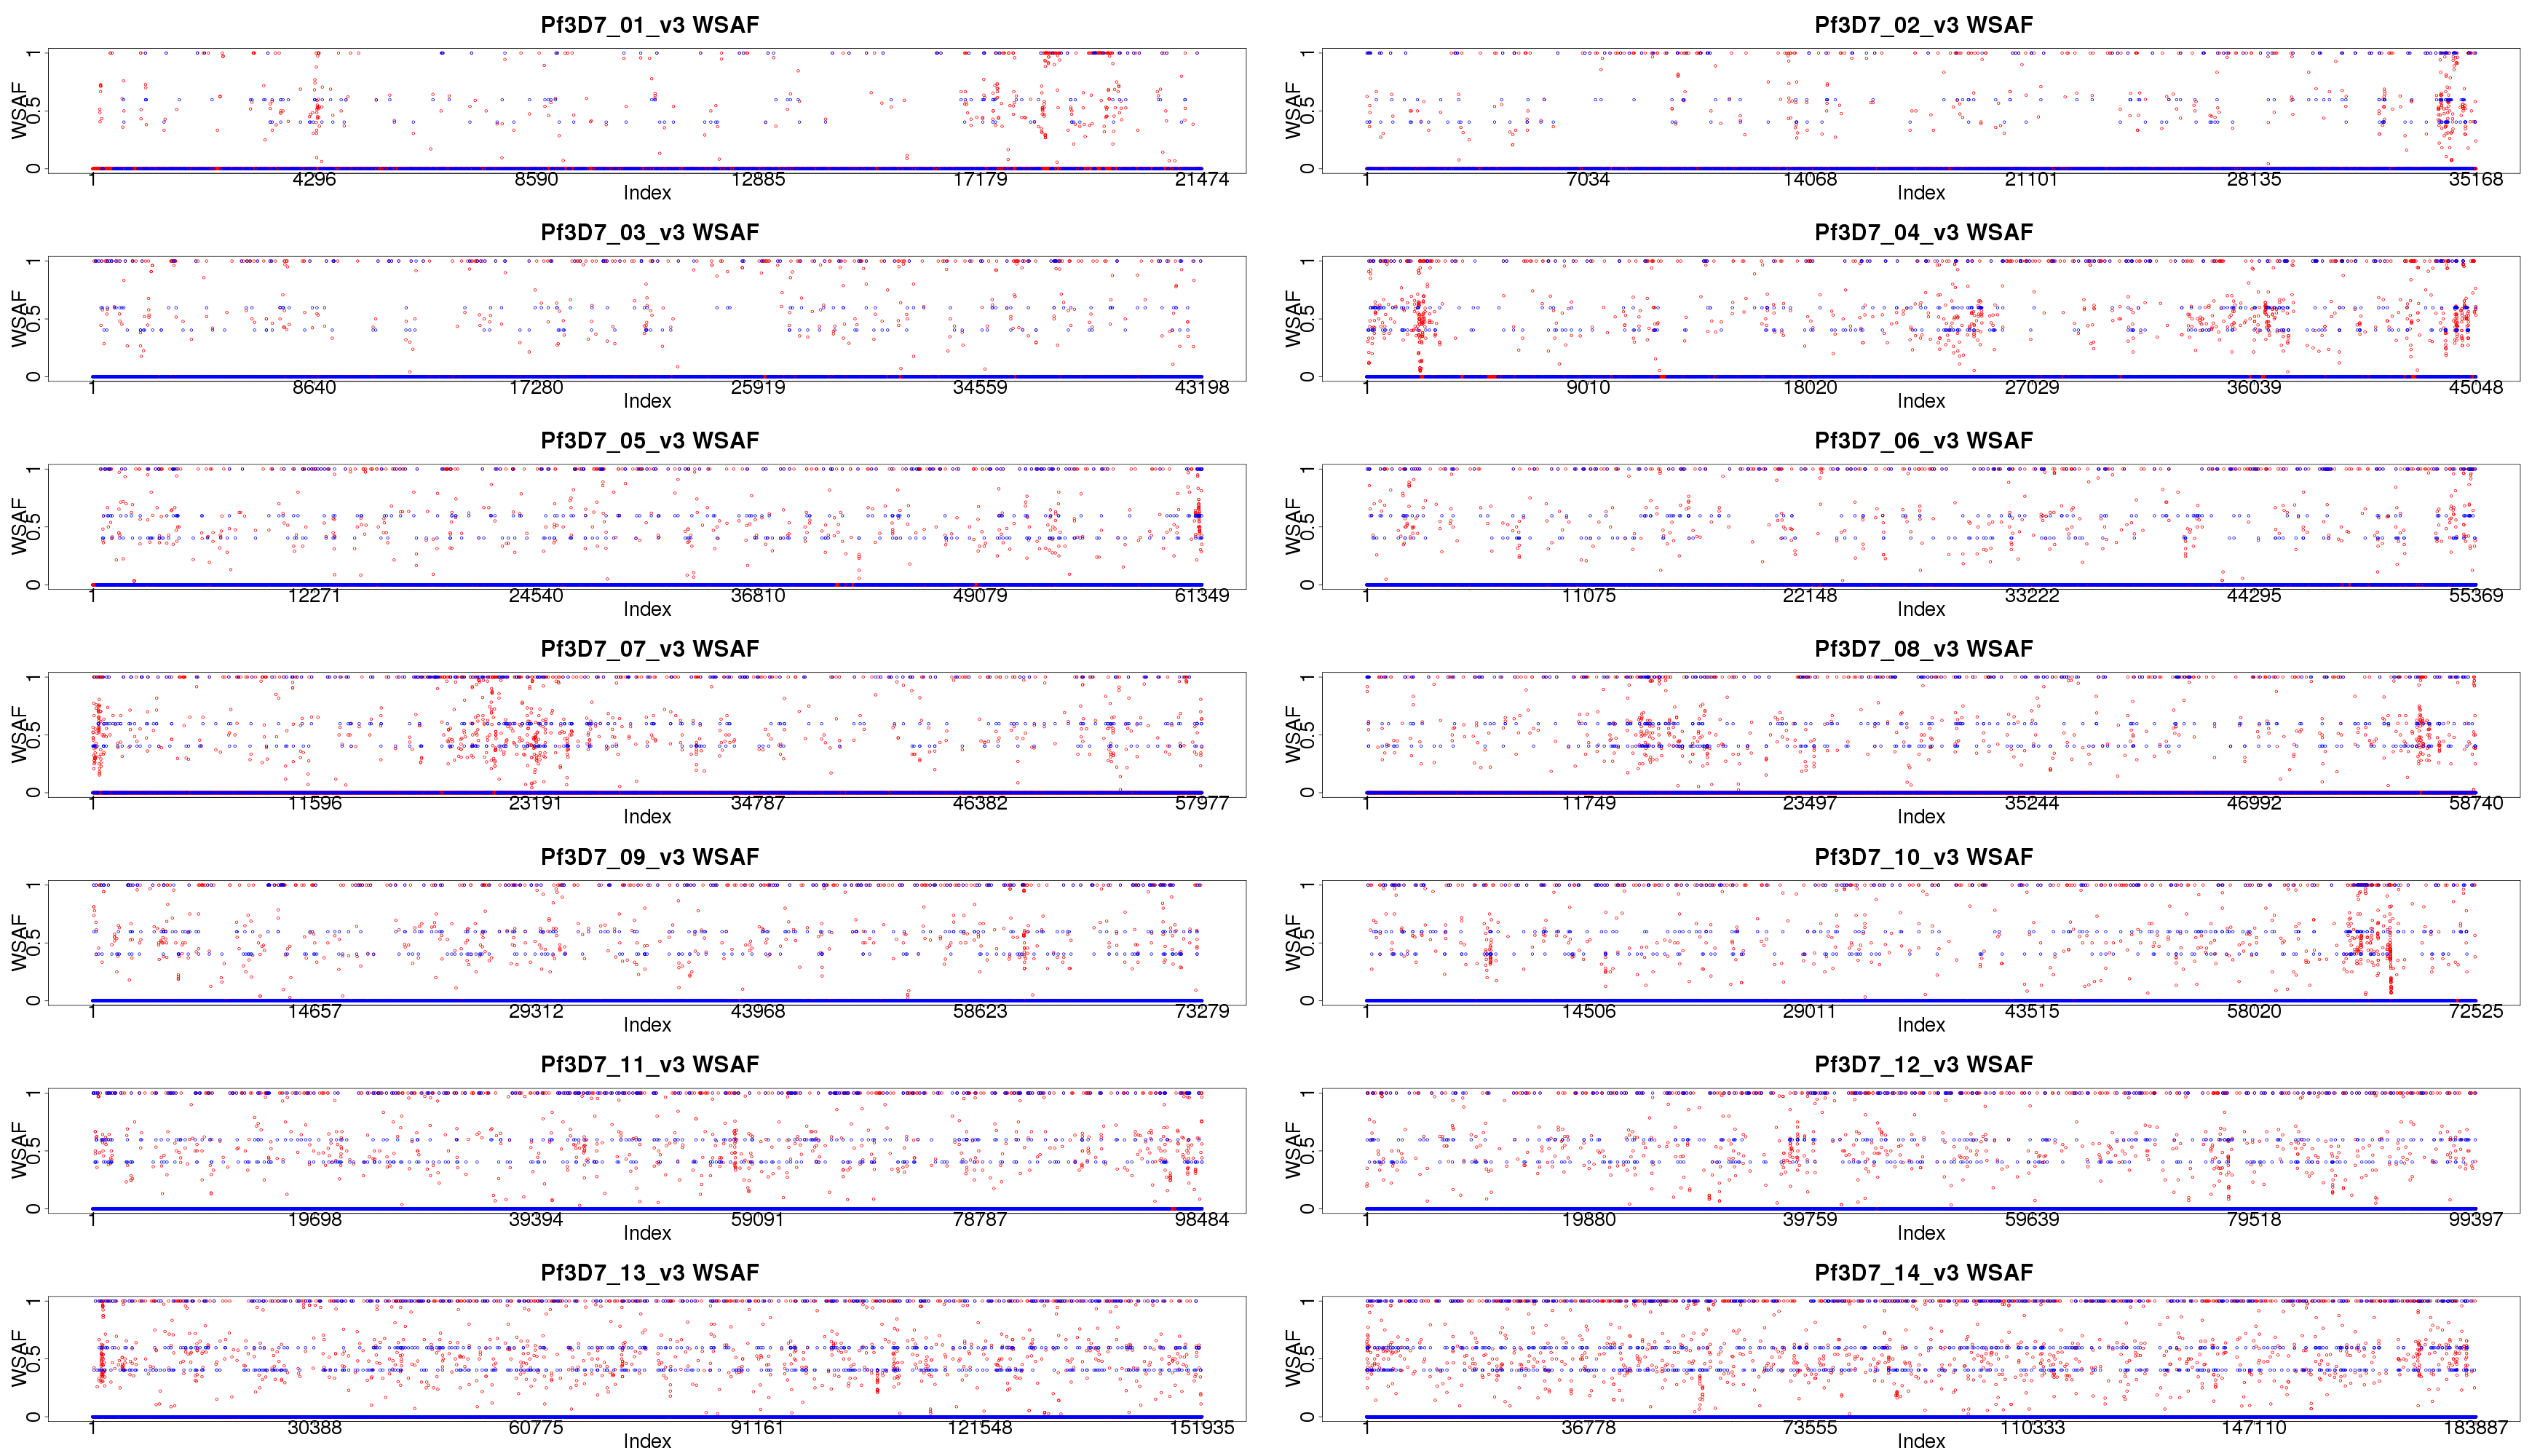 Pf3D7_01_v3 WSAF
WSAF
1
0.5
0
1 4296 8590 12885 17179 21474
Index
Pf3D7_02_v3 WSAF
WSAF
1
0.5
0
1 7034 14068 21101 28135 35168
Index
Pf3D7_03_v3 WSAF
WSAF
1
0.5
0
1 8640 17280 25919 34559 43198
Index
Pf3D7_04_v3 WSAF
WSAF
1
0.5
0
1 9010 18020 27029 36039 45048
Index
Pf3D7_05_v3 WSAF
WSAF
1
0.5
0
1 12271 24540 36810 49079 61349
Index
Pf3D7_06_v3 WSAF
WSAF
1
0.5
0
1 11075 22148 33222 44295 55369
Index
Pf3D7_07_v3 WSAF
WSAF
1
0.5
0
1 11596 23191 34787 46382 57977
Index
Pf3D7_08_v3 WSAF
WSAF
1
0.5
0
1 11749 23497 35244 46992 58740
Index
Pf3D7_09_v3 WSAF
WSAF
1
0.5
0
1 14657 29312 43968 58623 73279
Index
Pf3D7_10_v3 WSAF
WSAF
1
0.5
0
1 14506 29011 43515 58020 72525
Index
Pf3D7_11_v3 WSAF
WSAF
1
0.5
0
1 19698 39394 59091 78787 98484
Index
Pf3D7_12_v3 WSAF
WSAF
1
0.5
0
1 19880 39759 59639 79518 99397
Index
Pf3D7_13_v3 WSAF
WSAF
1
0.5
0
1 30388 60775 91161 121548 151935
Index
Pf3D7_14_v3 WSAF
WSAF
1
0.5
0
1 36778 73555 110333 147110 183887
Index